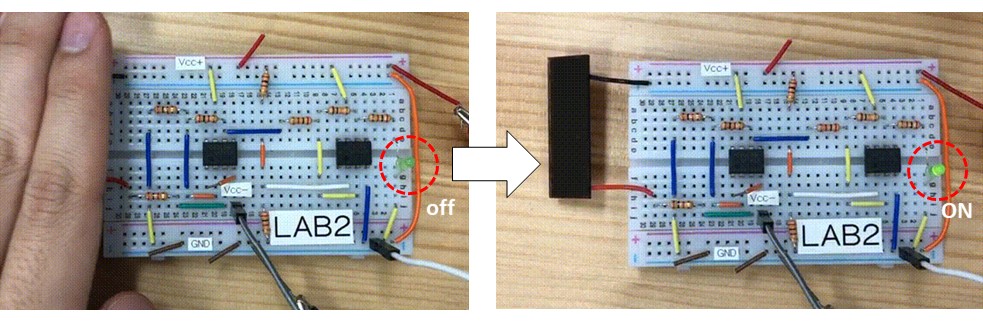 Vcc+
off
Vcc-
LAB2
GND
Vcc+
ON
Vcc-
LAB2
GND